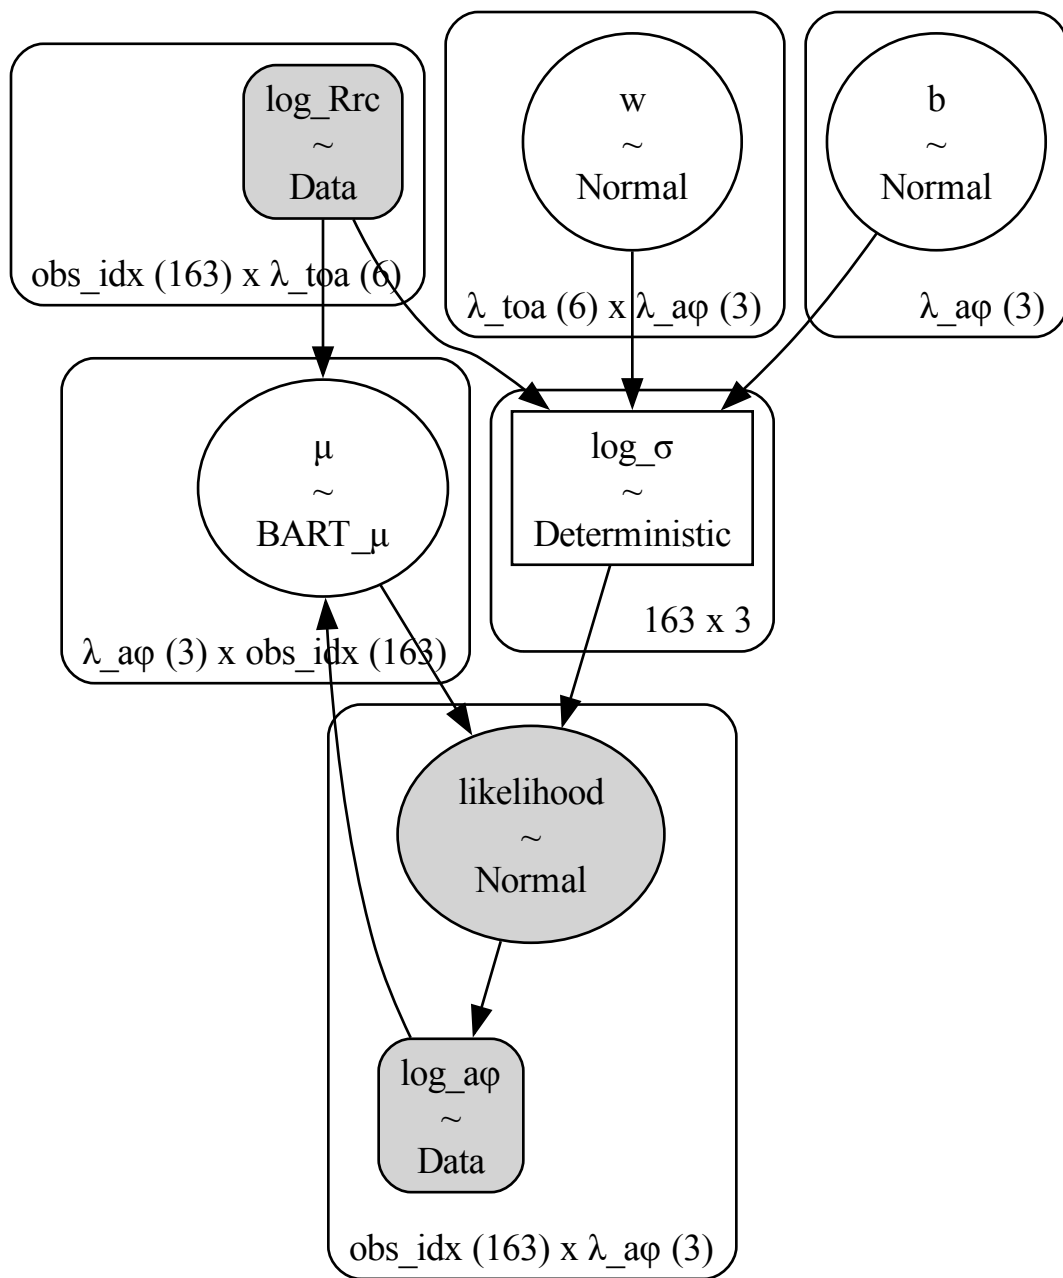 log_Rrc
~
Data
obs_idx (163) x λ_toa (6)
w
~
Normal
λ_toa (6) x λ_aφ (3)
b
~
Normal
λ_aφ (3)
μ
~
BART_μ
λ_aφ (3) x obs_idx (163)
log_σ
~
Deterministic
163 x 3
likelihood
~
Normal
log_aφ
~
Data
obs_idx (163) x λ_aφ (3)